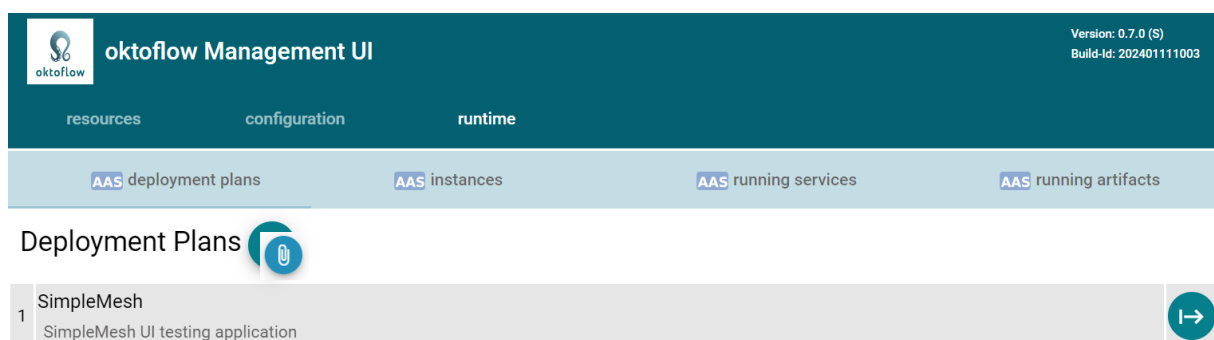 oktoflow
oktoflow Management UI
Version: 0.7.0 (S)
Build-Id: 202401111003
resources configuration runtime
AAS deployment plans AAS instances AAS running services AAS running artifacts
Deployment Plans
1 SimpleMesh
SimpleMesh UI testing application